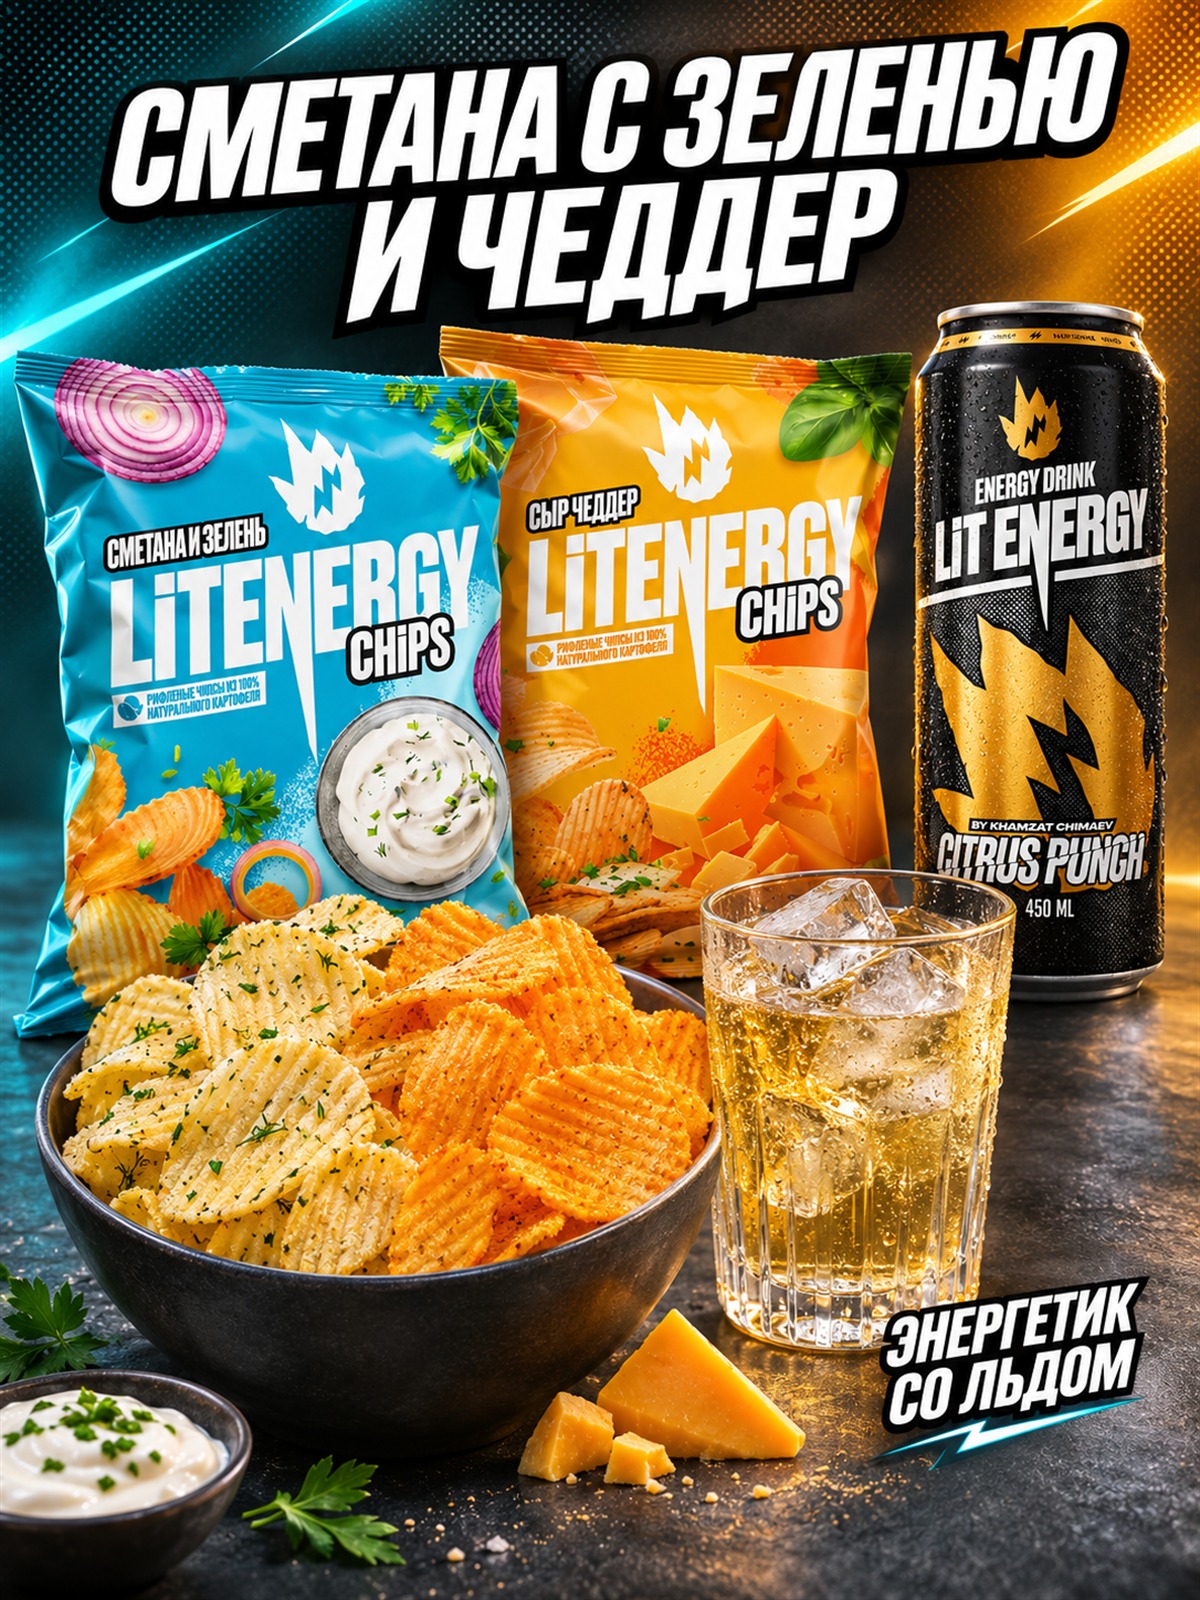 СМЕТАНА С ЗЕЛЕНЬЮ
И ЧЕДДЕР
СМЕТАНА И ЗЕЛЕНЬ
LiTENERGY
CHiPS
РИФЛЕНЫЕ ЧИПСЫ ИЗ 100%
НАТУРАЛЬНОГО КАРТОФЕЛЯ
СЫР ЧЕДДЕР
LiTENERGY
CHiPS
РИФЛЕНЫЕ ЧИПСЫ ИЗ 100%
НАТУРАЛЬНОГО КАРТОФЕЛЯ
ENERGY DRINK
LiT ENERGY
BY KHAMZAT CHIMAEV
CITRUS PUNCH
450 ML
ЭНЕРГЕТИК
СО ЛЬДОМ